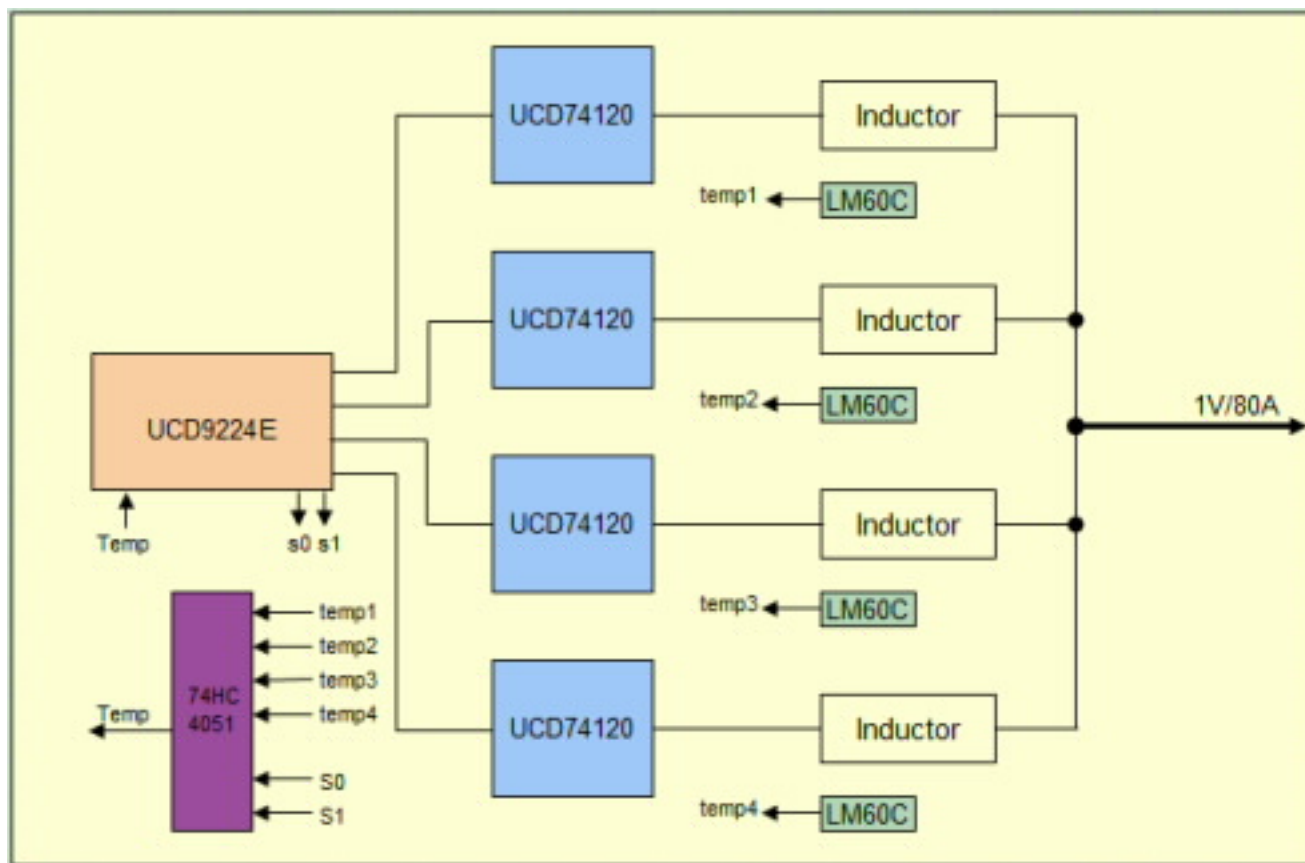 UCD74120
Inductor
temp1
LM60C
UCD74120
Inductor
temp2
LM60C
UCD9224E
1V/80A
UCD74120
Inductor
Temp
s0 s1
temp3
LM60C
temp1
temp2
temp3
temp4
74HC
4051
Temp
S0
S1
UCD74120
Inductor
temp4
LM60C